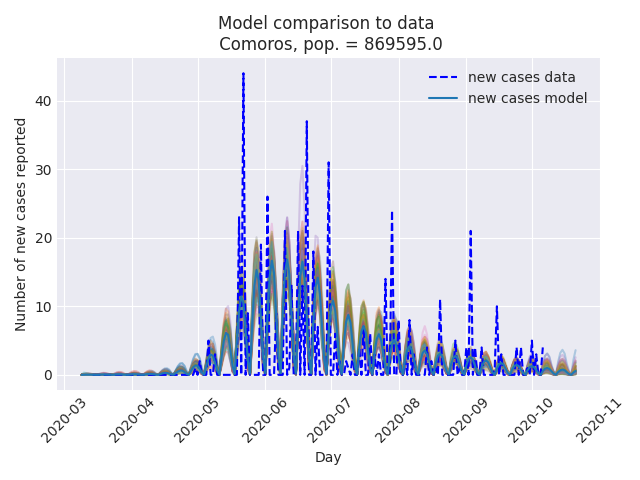 Model comparison to data
Comoros, pop. = 869595.0
new cases data
new cases model
Number of new cases reported
40
30
20
10
0
2020-03
2020-04
2020-05
2020-06
2020-07
2020-08
2020-09
2020-10
2020-11
Day